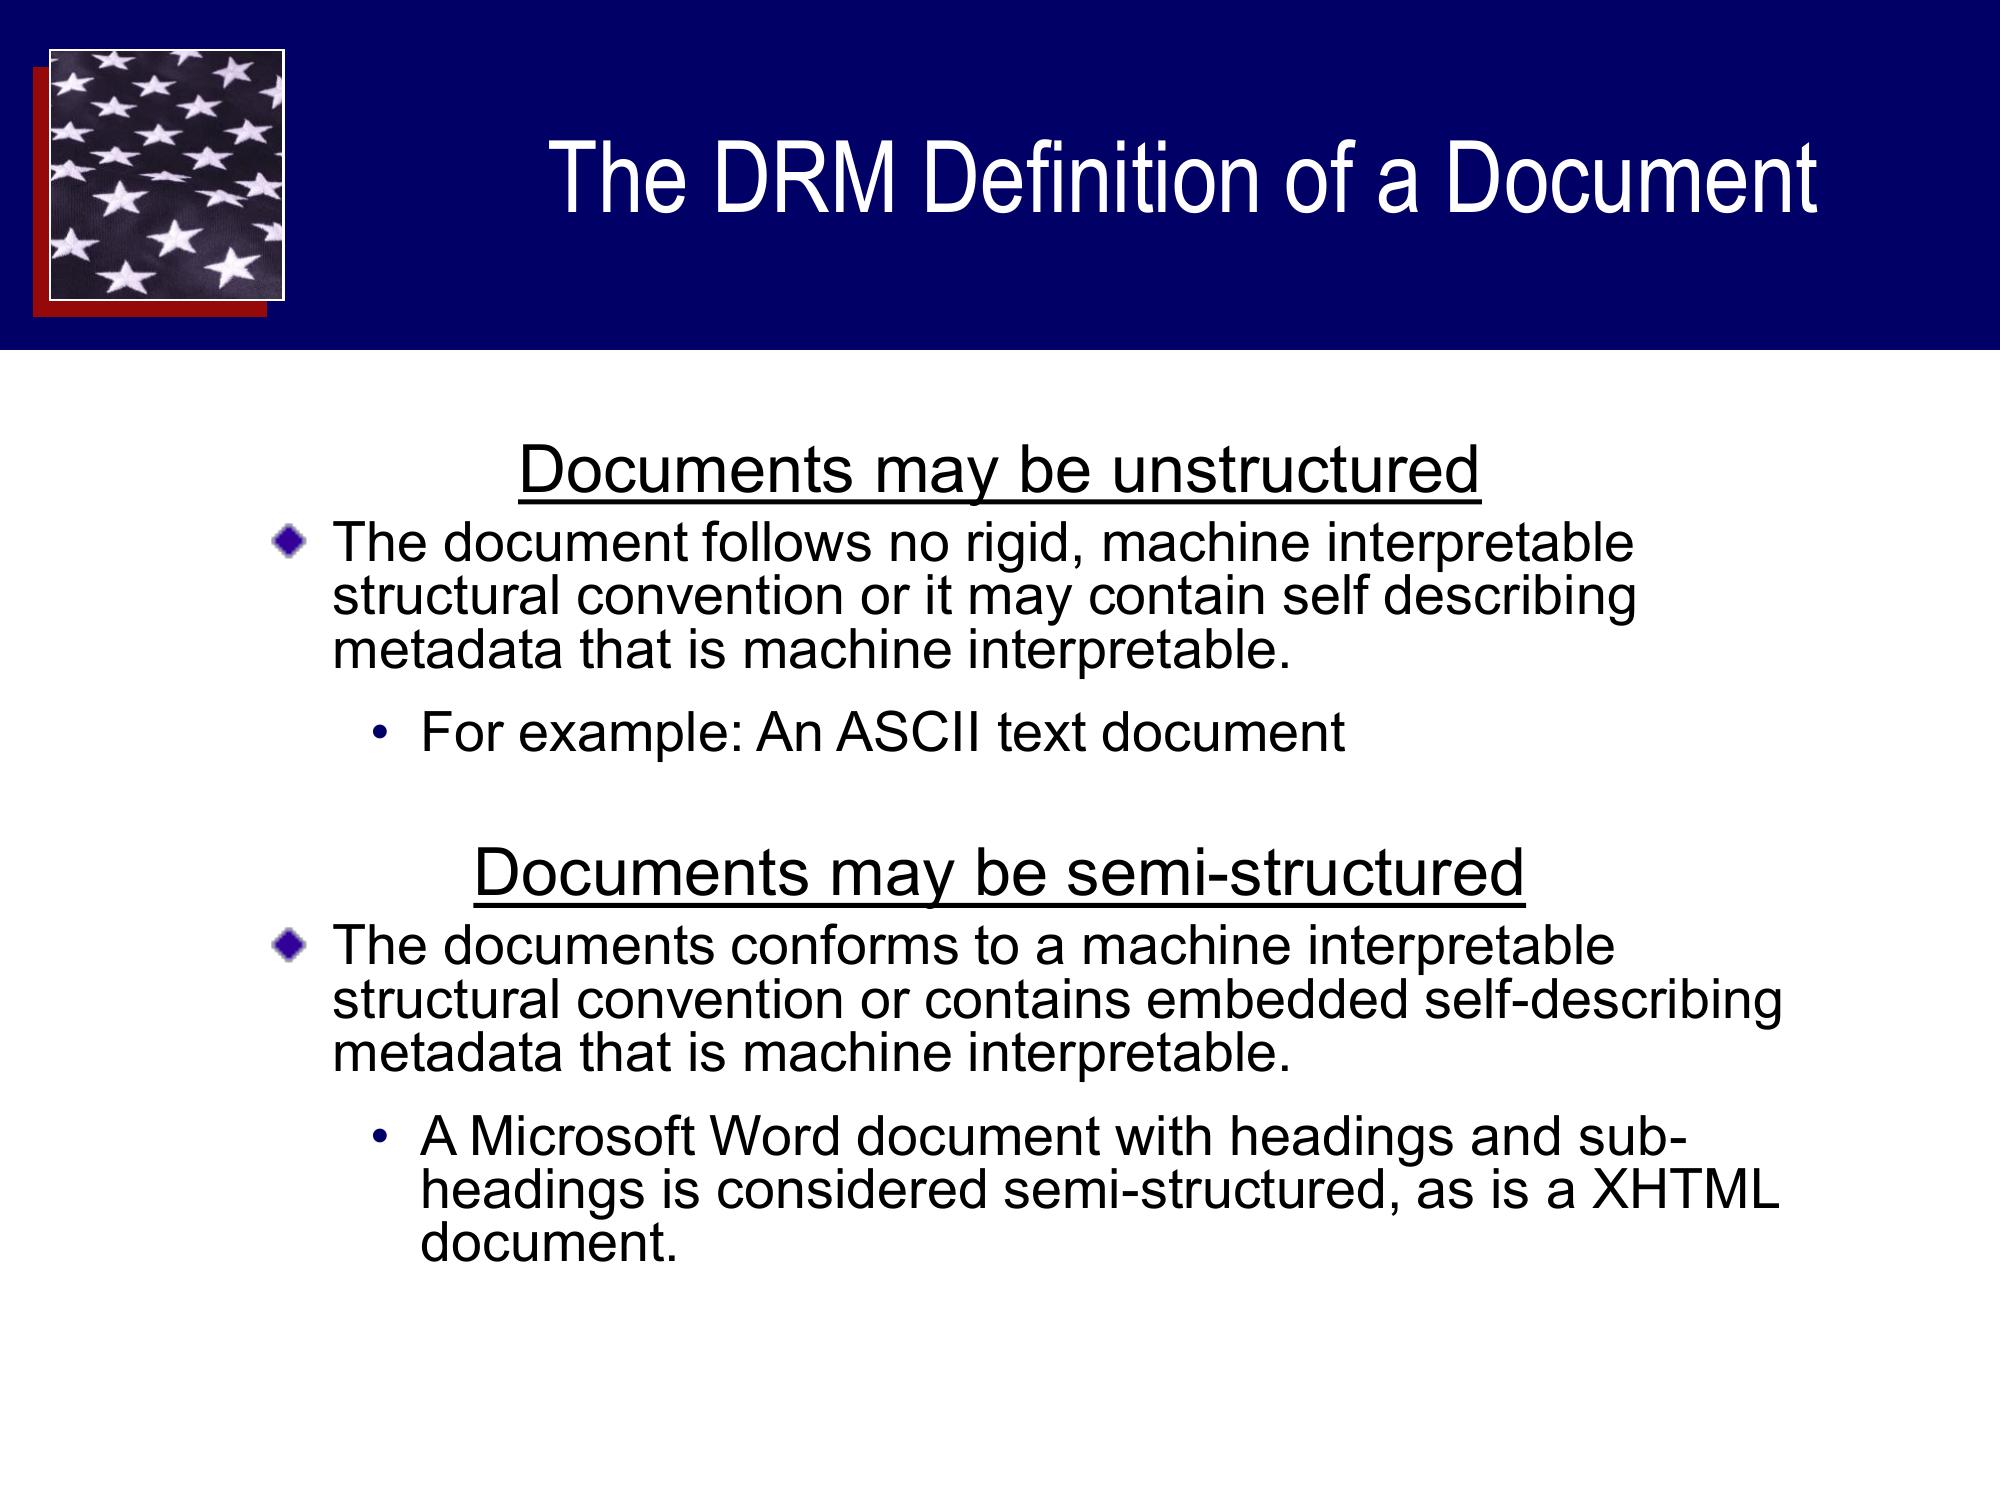 The DRM Definition of a Document
Documents may be unstructured
The document follows no rigid, machine interpretable
structural convention or it may contain self describing
metadata that is machine interpretable.
• For example: An ASCII text document
Documents may be semi-structured
The documents conforms to a machine interpretable
structural convention or contains embedded self-describing
metadata that is machine interpretable.
• A Microsoft Word document with headings and sub-
headings is considered semi-structured, as is a XHTML
document.